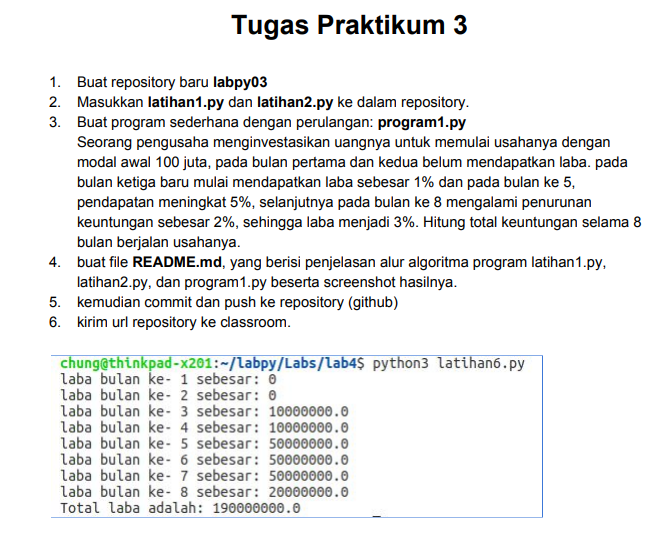 Tugas Praktikum 3
1. Buat repository baru labpy03
2. Masukkan latihan1.py dan latihan2.py ke dalam repository.
3. Buat program sederhana dengan perulangan: program1.py
Seorang pengusaha menginvestasikan uangnya untuk memulai usahanya dengan
modal awal 100 juta, pada bulan pertama dan kedua belum mendapatkan laba. pada
bulan ketiga baru mulai mendapatkan laba sebesar 1% dan pada bulan ke 5,
pendapatan meningkat 5%, selanjutnya pada bulan ke 8 mengalami penurunan
keuntungan sebesar 2%, sehingga laba menjadi 3%. Hitung total keuntungan selama 8
bulan berjalan usahanya.
4. buat file README.md, yang berisi penjelasan alur algoritma program latihan1.py,
latihan2.py, dan program1.py beserta screenshot hasilnya.
5. kemudian commit dan push ke repository (github)
6. kirim url repository ke classroom.
chung@thinkpad-x201:~/labpy/Labs/lab4$ python3 latihan6.py
laba bulan ke- 1 sebesar: 0
laba bulan ke- 2 sebesar: 0
laba bulan ke- 3 sebesar: 10000000.0
laba bulan ke- 4 sebesar: 10000000.0
laba bulan ke- 5 sebesar: 50000000.0
laba bulan ke- 6 sebesar: 50000000.0
laba bulan ke- 7 sebesar: 50000000.0
laba bulan ke- 8 sebesar: 20000000.0
Total laba adalah: 190000000.0